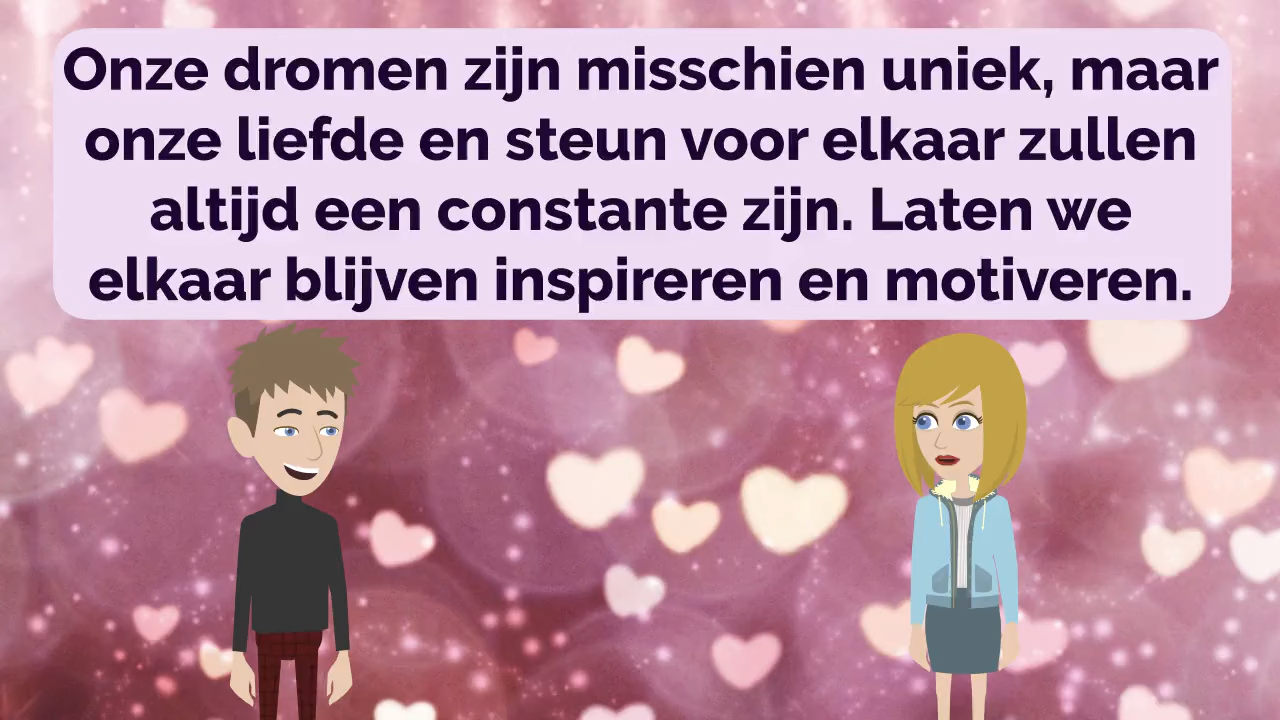 Onze dromen zijn misschien uniek, maar
onze liefde en steun voor elkaar zullen
altijd een constante zijn. Laten we
elkaar blijven inspireren en motiveren.